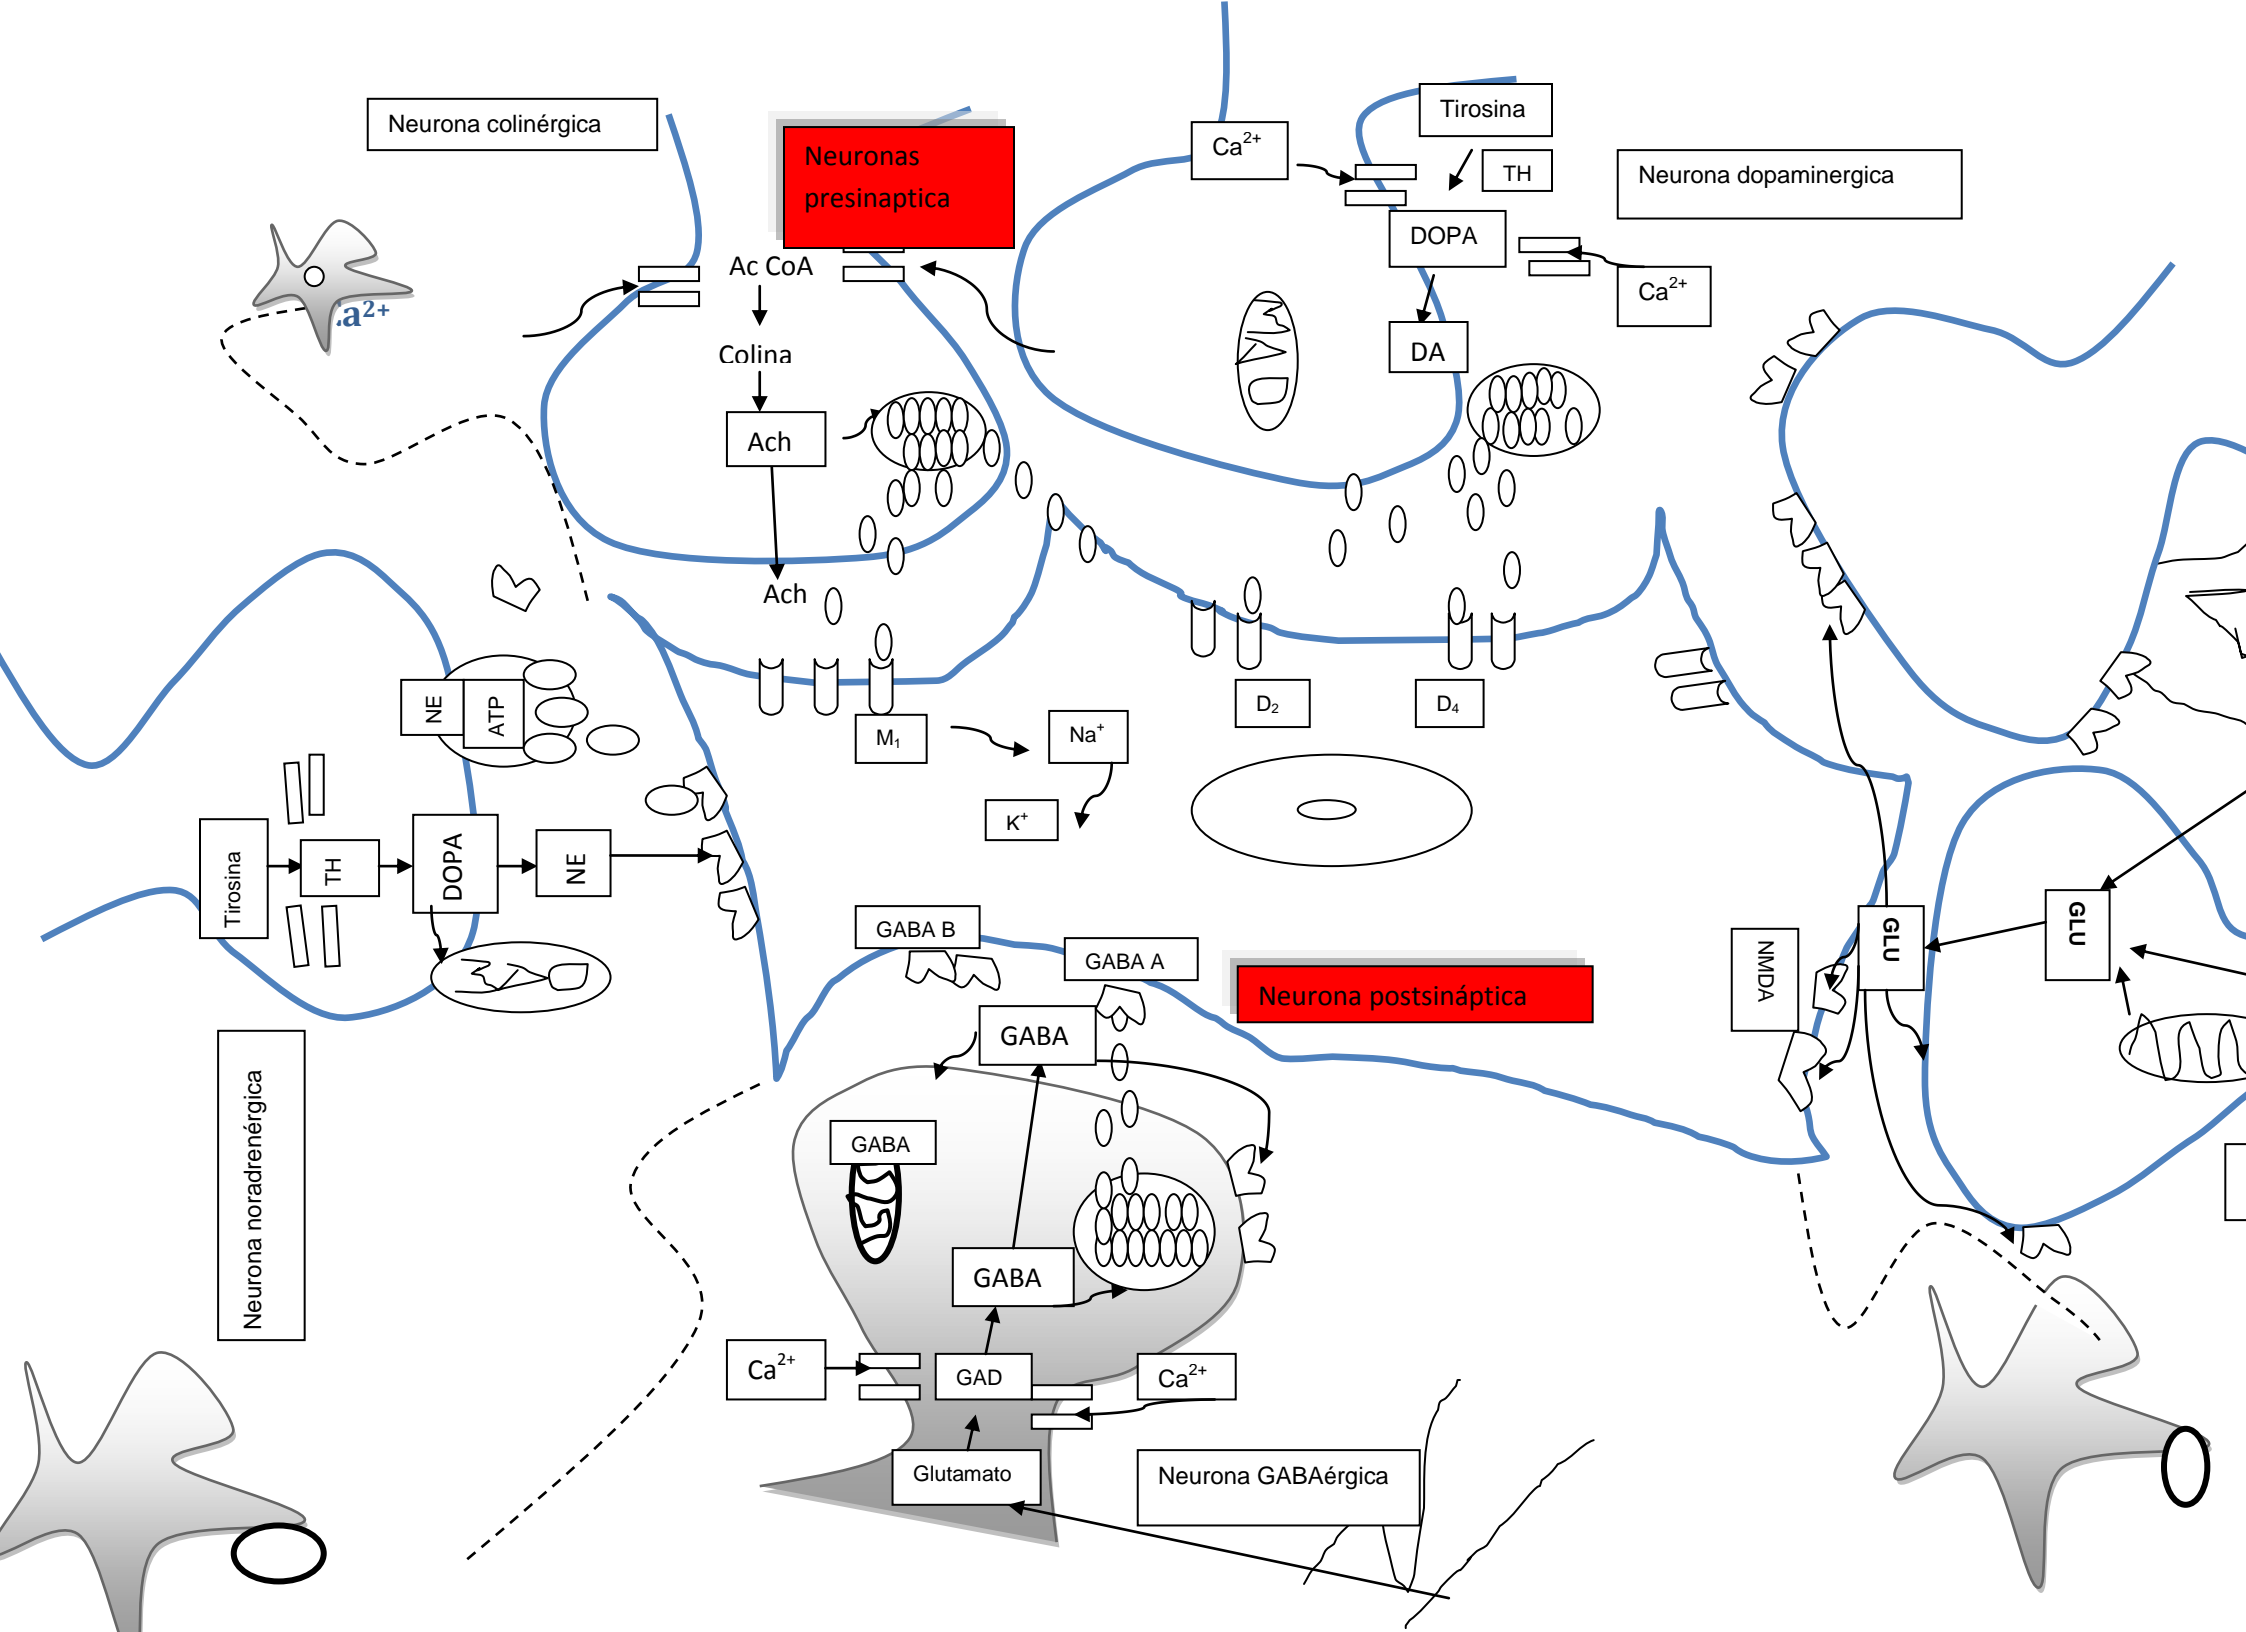 Neurona colinérgica
Neuronas
presinaptica
Ca²⁺
Tirosina
TH
Neurona dopaminergica
DOPA
Ca²⁺
DA
Ac CoA
Colina
Ach
Ach
a²⁺
NE
ATP
M₁
Na⁺
K⁺
D₂
D₄
Tirosina
TH
DOPA
NE
GABA B
GABA A
Neurona postsináptica
NMDA
GLU
GLU
GABA
GABA
GABA
Neurona noradrenérgica
Ca²⁺
GAD
Ca²⁺
Glutamato
Neurona GABAérgica